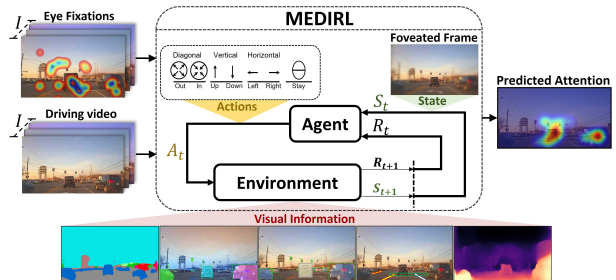 MEDIRL
I
Eye Fixations
Diagonal Vertical Horizontal
Out In Up Down Left Right Stay
Actions
Foveated Frame
State
Predicted Attention
I
Driving video
Agent
S_t
R_t
A_t
R_{t+1}
Environment
S_{t+1}
Visual Information